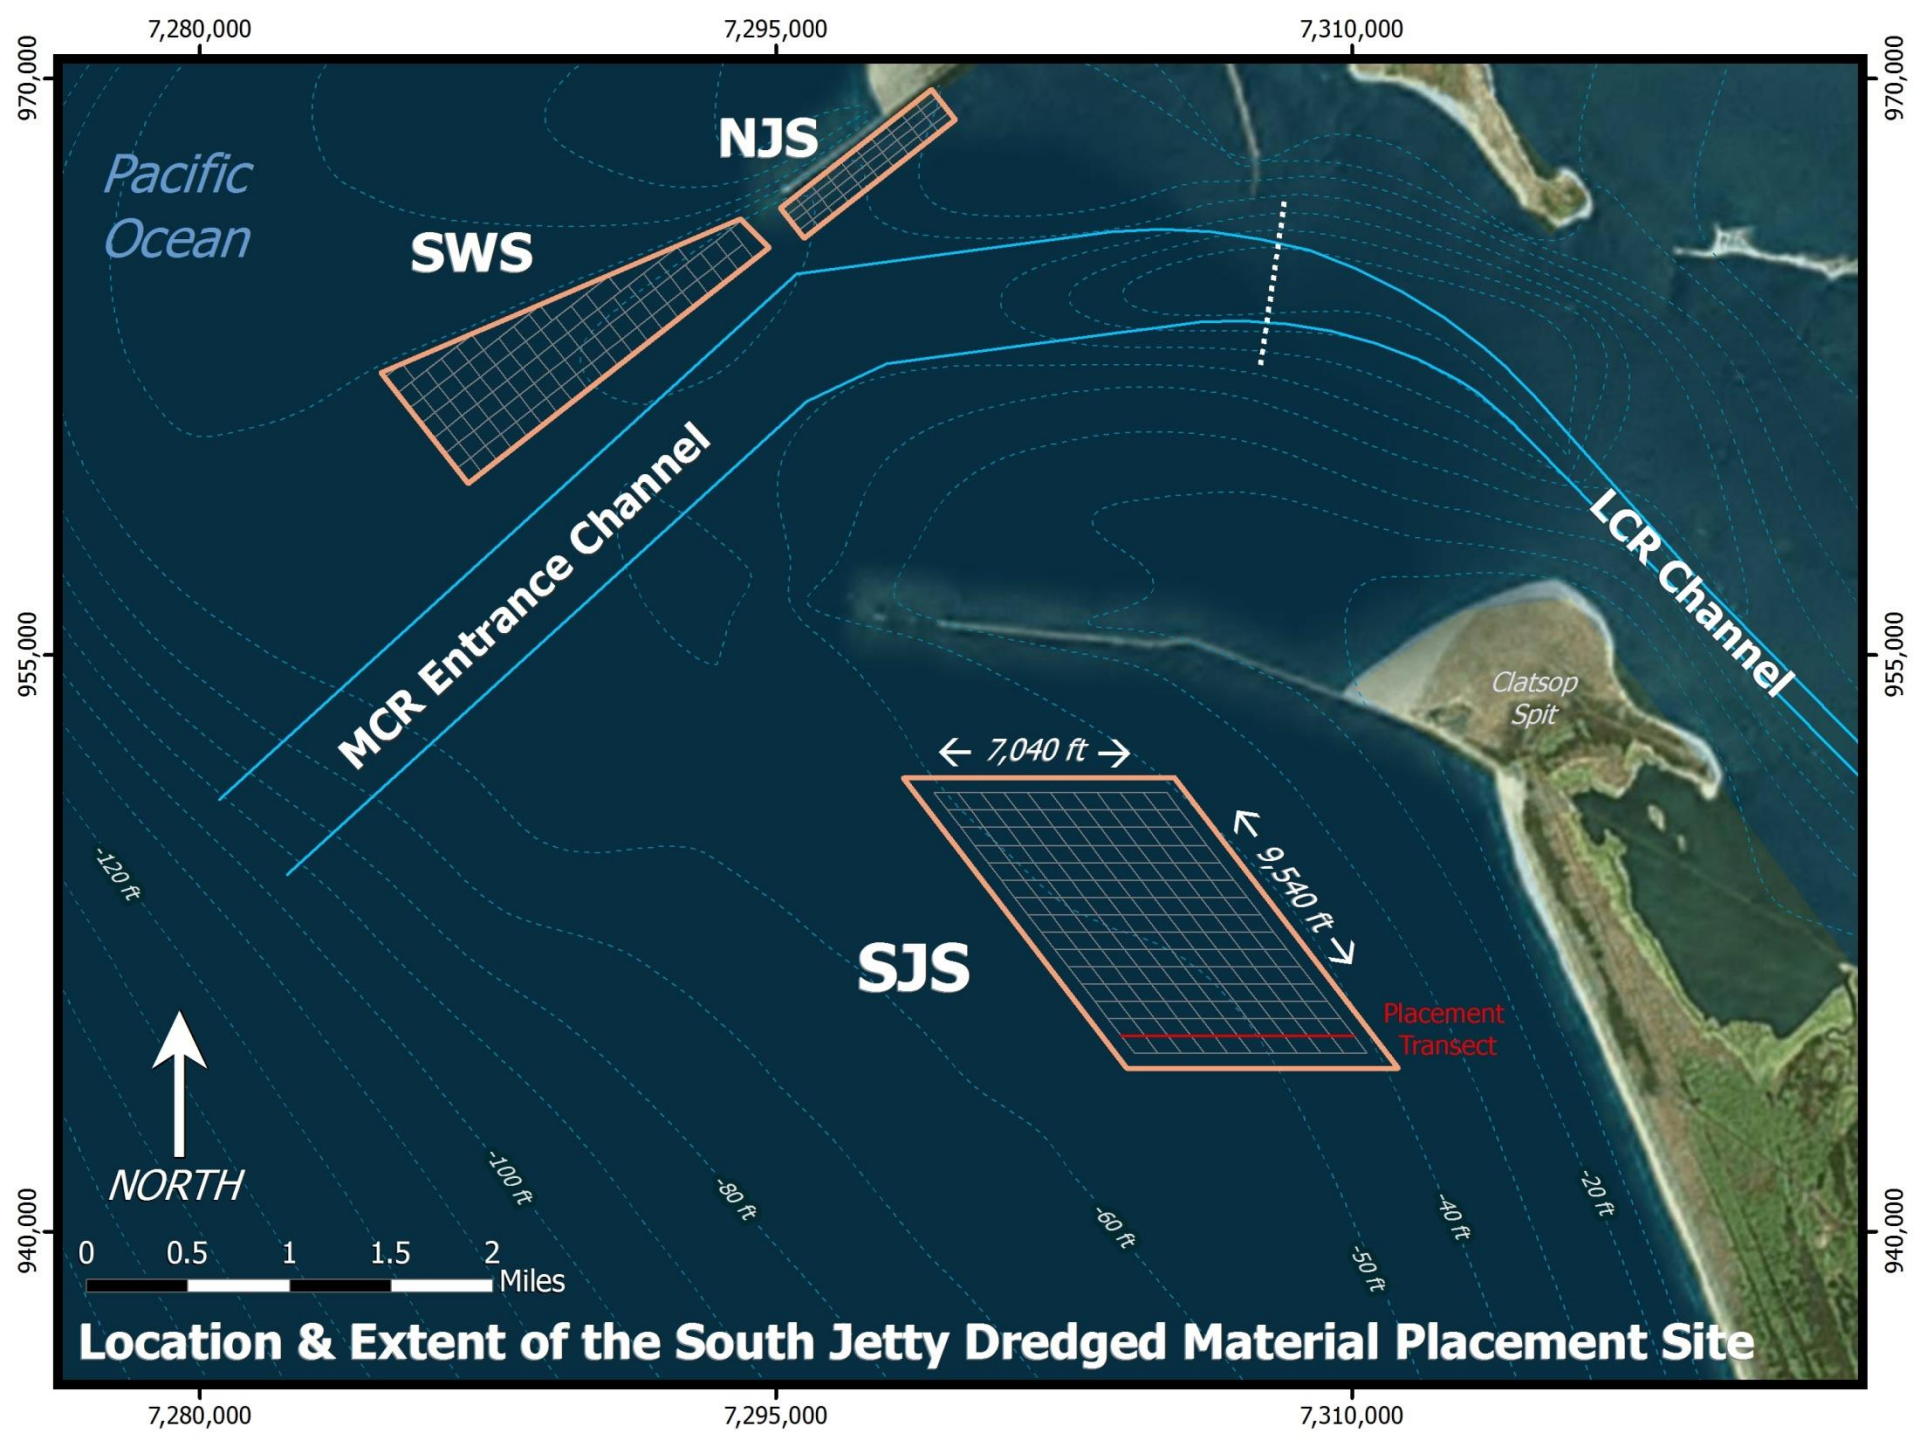 7,280,000 7,295,000 7,310,000
970,000 970,000
NJS
Pacific
Ocean
SWS
MCR Entrance Channel
LCR Channel
955,000 955,000
Clatsop
Spit
← 7,040 ft →
← 9,540 ft →
-120 ft
SJS
Placement
Transect
NORTH
-100 ft
-80 ft
-60 ft
-50 ft
-40 ft
-20 ft
940,000 940,000
0 0.5 1 1.5 2
Miles
Location & Extent of the South Jetty Dredged Material Placement Site
7,280,000 7,295,000 7,310,000